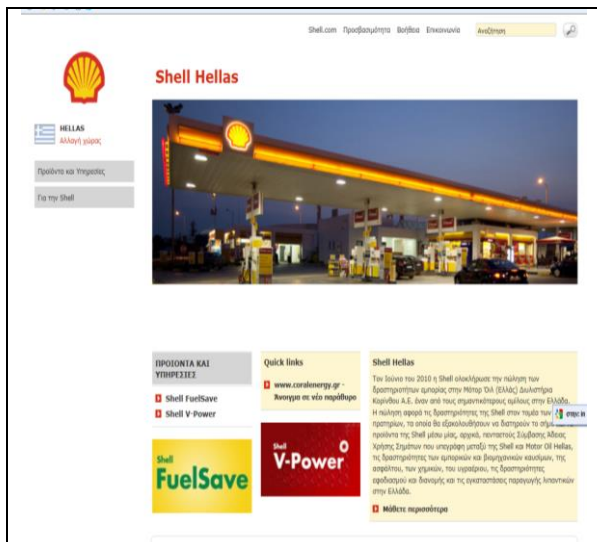 Shell.com Προσβασιμότητα Βοήθεια Επικοινωνία Αναζήτηση
Shell Hellas
HELLAS
Αλλαγή χώρας
Προϊόντα και Υπηρεσίες
Για την Shell
ΠΡΟΙΟΝΤΑ ΚΑΙ
ΥΠΗΡΕΣΙΕΣ
Shell FuelSave
Shell V-Power
Shell
FuelSave
Quick links
www.coralenergy.gr -
Άνοιγμα σε νέο παράθυρο
Shell
V-Power
Shell Hellas
Τον Ιούνιο του 2010 η Shell ολοκλήρωσε την πώληση των
δραστηριοτήτων εμπορίας στην Μότορ Όιλ (Ελλάς) Διυλιστήρια
Κορίνθου Α.Ε. έναν από τους σημαντικότερους ομίλους στην Ελλάδα.
Η πώληση αφορά τις δραστηριότητες της Shell στον τομέα των
πρατηρίων, τα οποία θα εξακολουθήσουν να διατηρούν το σήμα
προϊόντα της Shell μέσω μίας, αρχικά, πενταετούς Σύμβασης Άδειας
Χρήσης Σημάτων που υπεγράφη μεταξύ της Shell και Motor Oil Hellas,
τις δραστηριότητες των εμπορικών και βιομηχανικών καυσίμων, της
ασφάλτου, των χημικών, του υγραερίου, τις δραστηριότητες
εφοδιασμού και διανομής και τις εγκαταστάσεις παραγωγής λιπαντικών
στην Ελλάδα.
Μάθετε περισσότερα